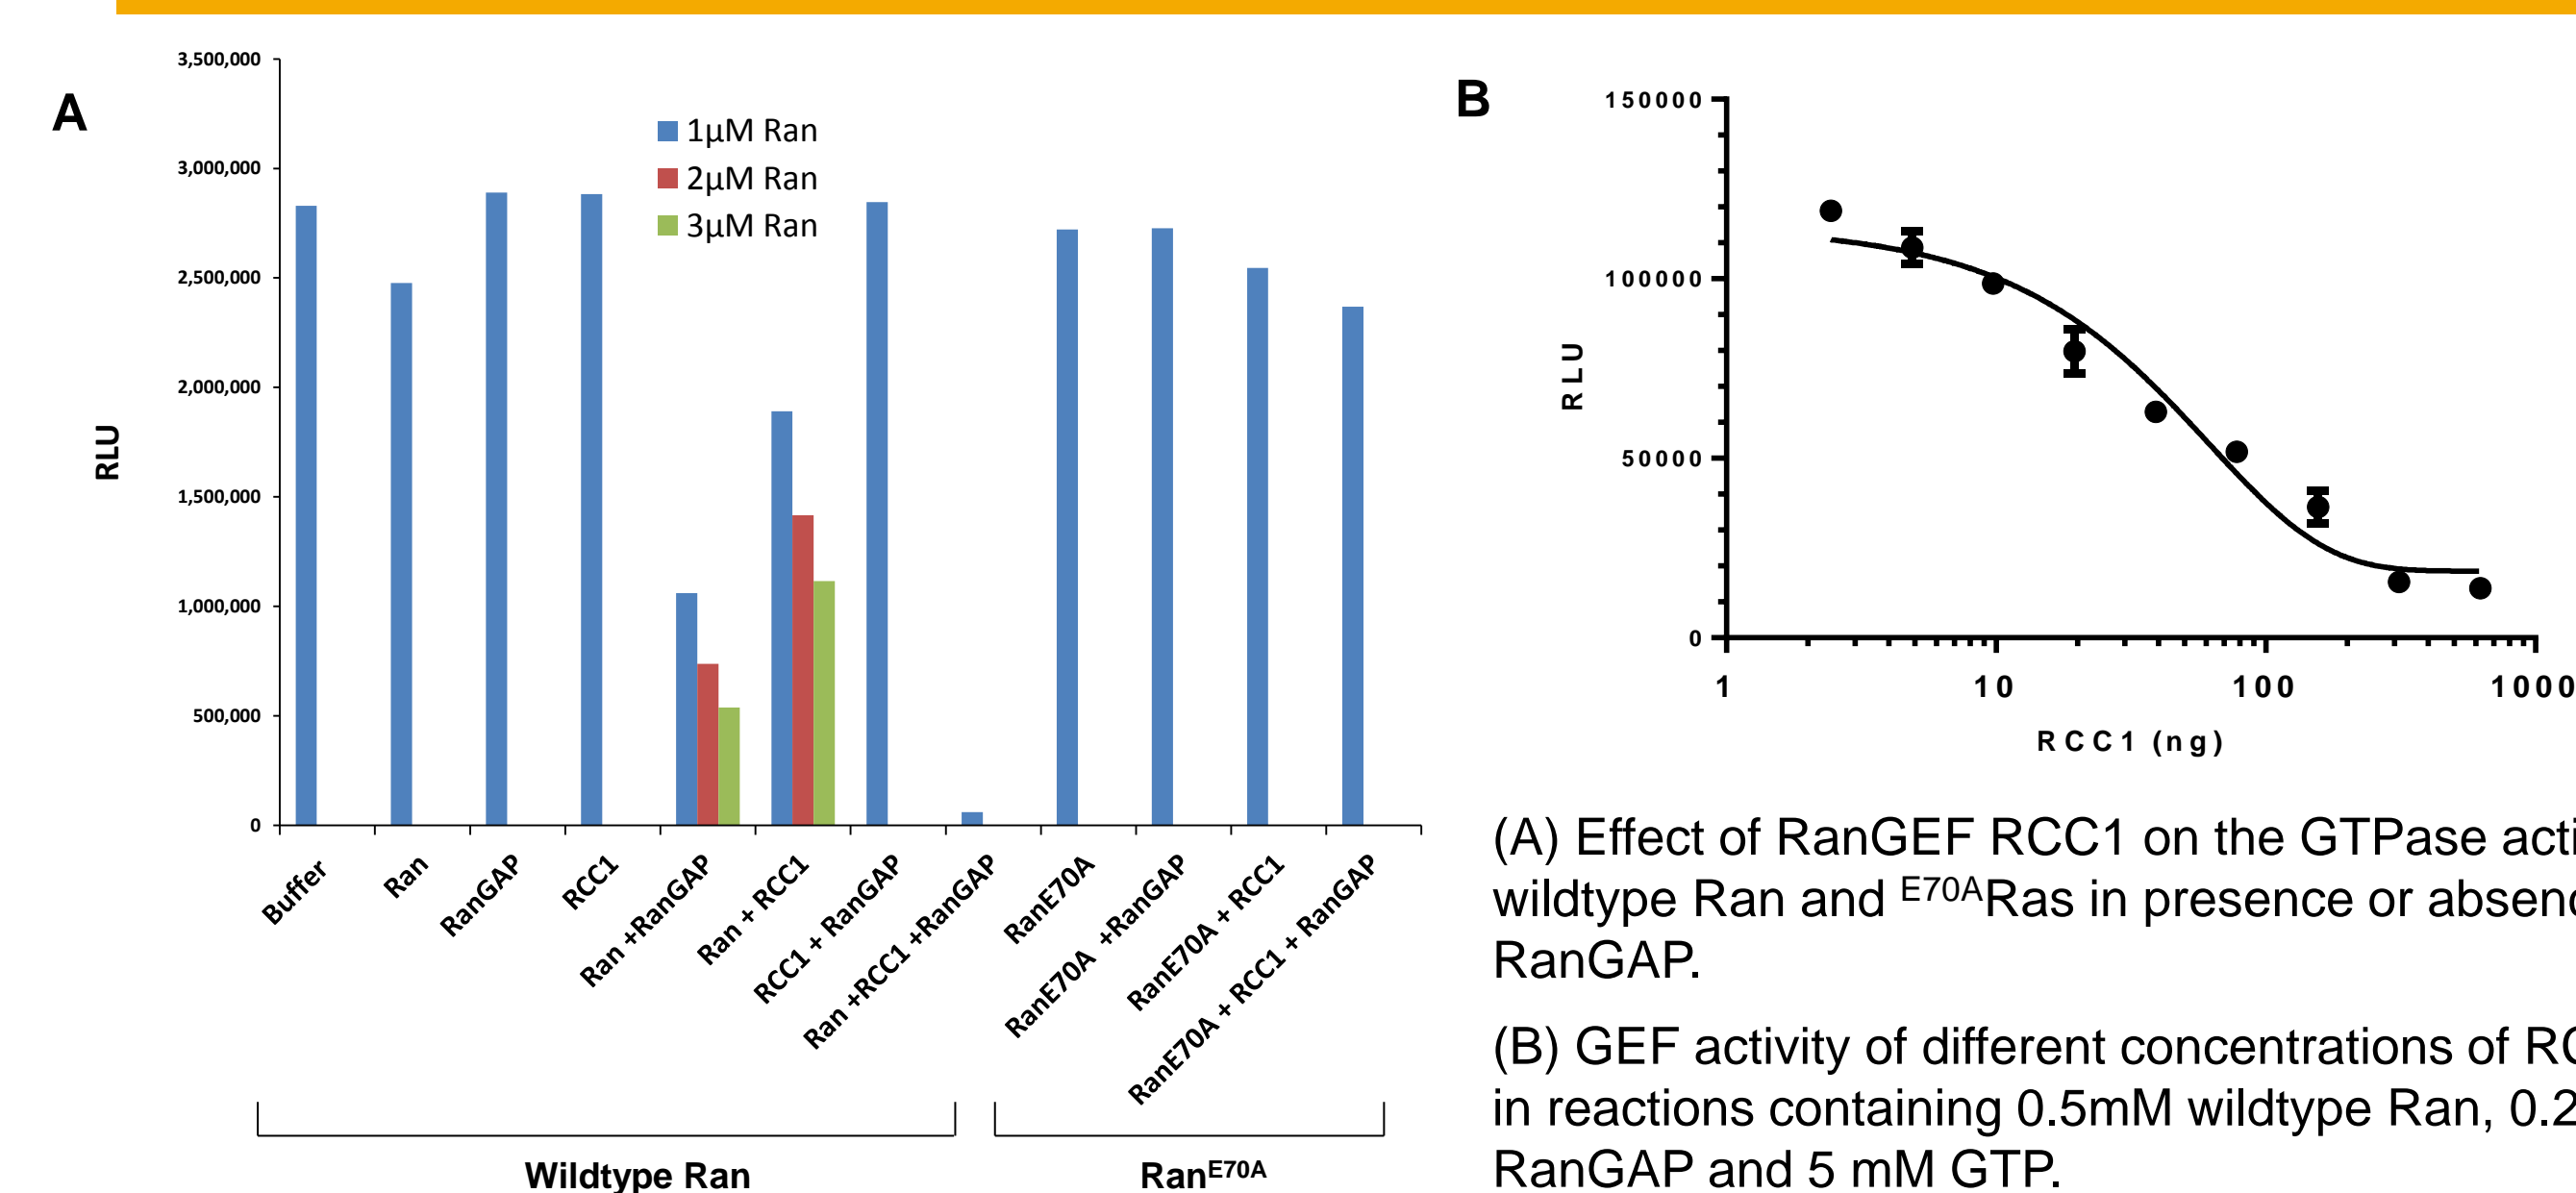 A
3,500,000
3,000,000
2,500,000
2,000,000
1,500,000
1,000,000
500,000
0
RLU
1µM Ran
2µM Ran
3µM Ran
Buffer
Ran
RanGAP
RCC1
Ran +RanGAP
Ran + RCC1
RCC1 + RanGAP
Ran +RCC1 +RanGAP
RanE70A
RanE70A +RanGAP
RanE70A + RCC1
RanE70A + RCC1 + RanGAP
Wildtype Ran
RanE70A
B
150000
100000
50000
0
RLU
1 10 100 1000
RCC1 (ng)
(A) Effect of RanGEF RCC1 on the GTPase
wildtype Ran and E70ARas in presence or
RanGAP.
(B) GEF activity of different concentrations of
in reactions containing 0.5mM wildtype Ran,
RanGAP and 5 mM GTP.